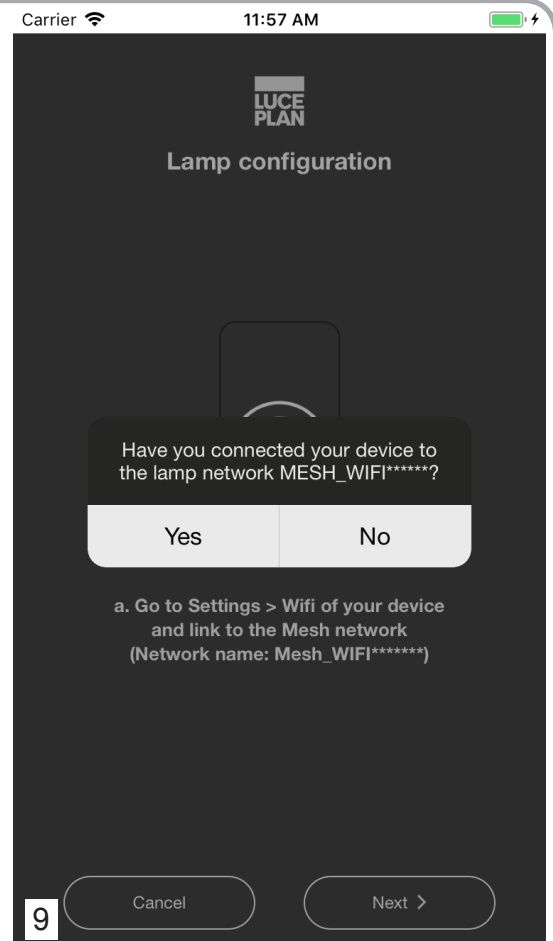 Carrier
11:57 AM
LUCE
PLAN
Lamp configuration
Have you connected your device to
the lamp network MESH_WIFI******?
Yes
No
a. Go to Settings > Wifi of your device
and link to the Mesh network
(Network name: Mesh_WIFI*******)
Cancel
Next >
9